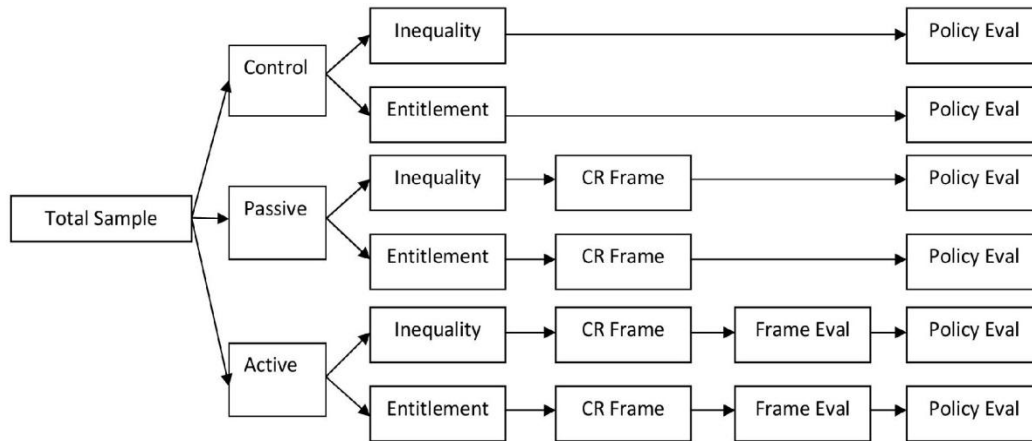 Inequality
Policy Eval
Control
Entitlement
Policy Eval
Inequality
CR Frame
Policy Eval
Total Sample
Passive
Entitlement
CR Frame
Policy Eval
Inequality
CR Frame
Frame Eval
Policy Eval
Active
Entitlement
CR Frame
Frame Eval
Policy Eval